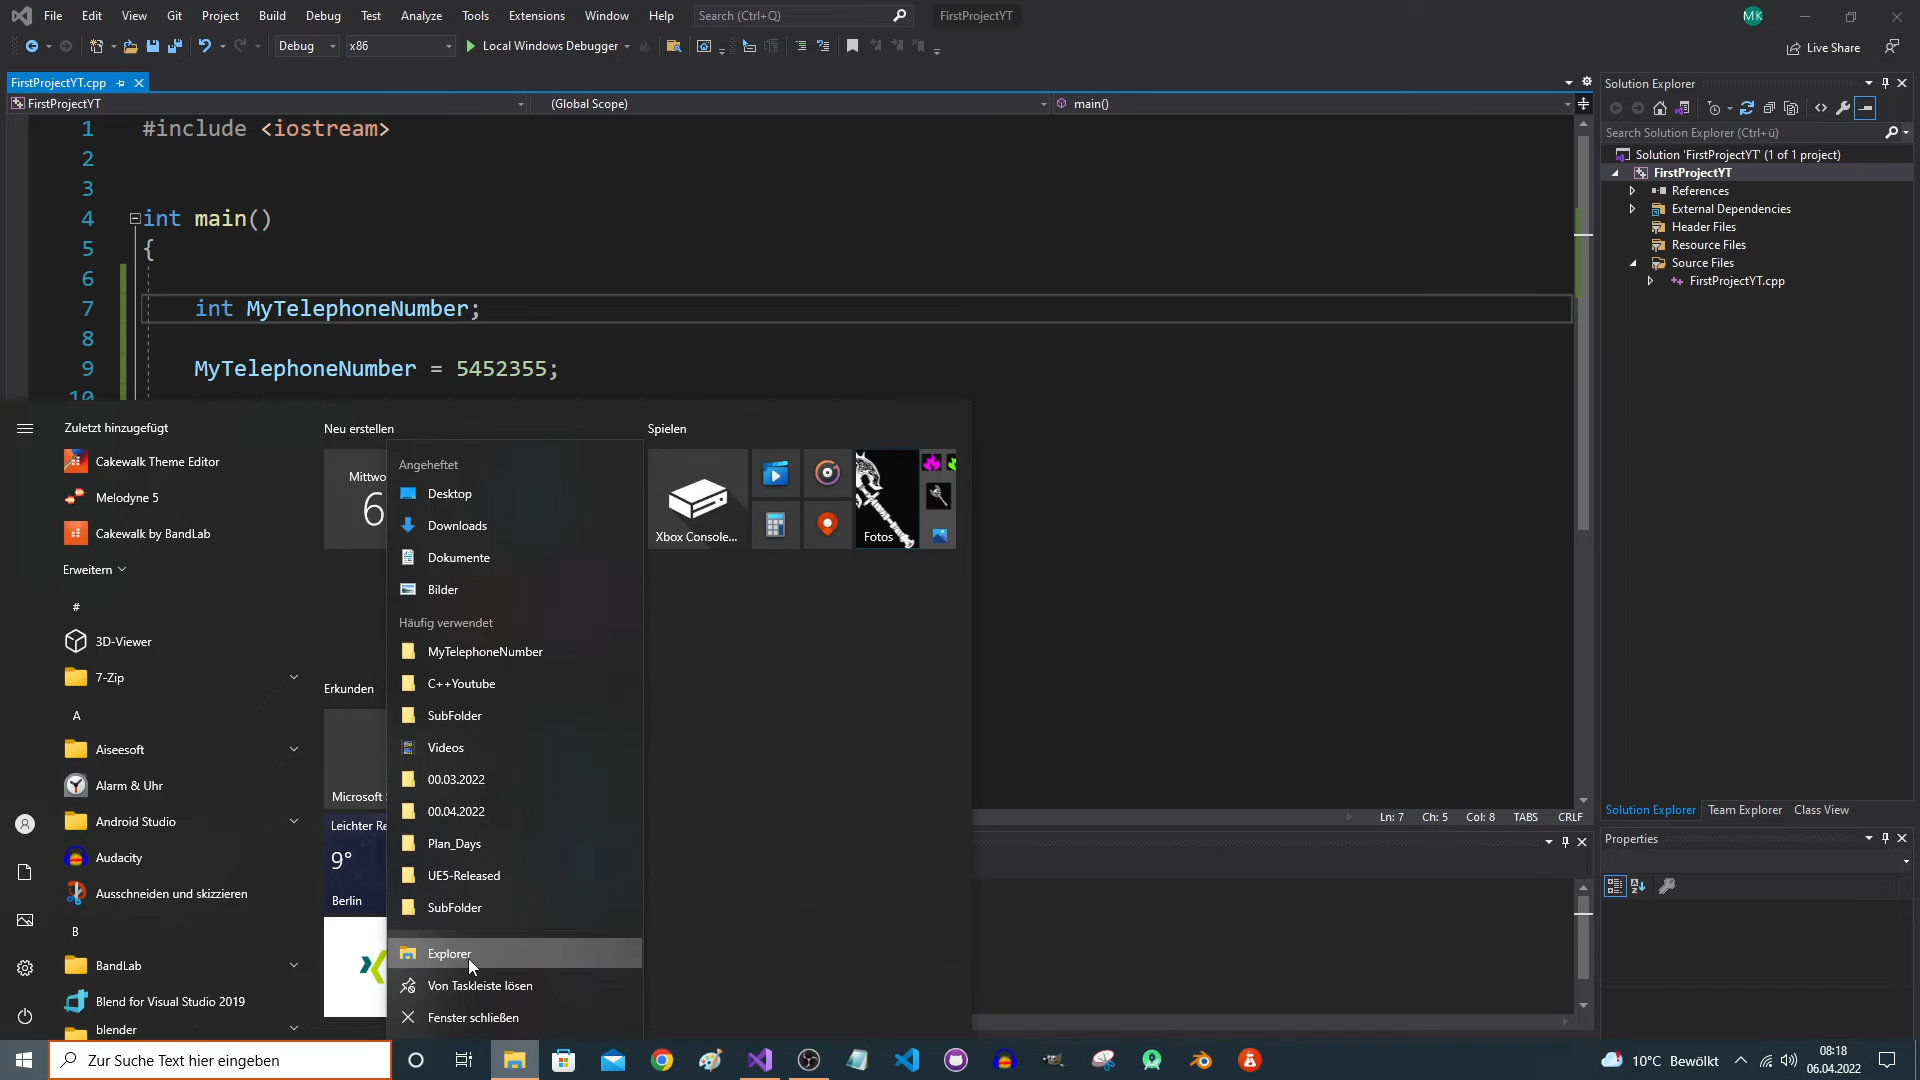 File Edit View Git Project Build Debug Test Analyze Tools Extensions Window Help Search (Ctrl+Q) FirstProjectYT MK
Debug x86 Local Windows Debugger Live Share
FirstProjectYT.cpp
FirstProjectYT (Global Scope) main()
1 #include <iostream>
2
3
4 int main()
5 {
6
7 int MyTelephoneNumber;
8
9 MyTelephoneNumber = 5452355;
10
Solution Explorer
Search Solution Explorer (Ctrl+ü)
Solution 'FirstProjectYT' (1 of 1 project)
FirstProjectYT
References
External Dependencies
Header Files
Resource Files
Source Files
FirstProjectYT.cpp
Solution Explorer Team Explorer Class View
Properties
Ln: 7 Ch: 5 Col: 8 TABS CRLF
Zuletzt hinzugefügt
Cakewalk Theme Editor
Melodyne 5
Cakewalk by BandLab
Erweitern
#
3D-Viewer
7-Zip
A
Aiseesoft
Alarm & Uhr
Android Studio
Audacity
Ausschneiden und skizzieren
B
BandLab
Blend for Visual Studio 2019
blender
Neu erstellen
Mittwo
6
Erkunden
Microsoft
Leichter Re
9°
Berlin
Angeheftet
Desktop
Downloads
Dokumente
Bilder
Häufig verwendet
MyTelephoneNumber
C++Youtube
SubFolder
Videos
00.03.2022
00.04.2022
Plan_Days
UE5-Released
SubFolder
Explorer
Von Taskleiste lösen
Fenster schließen
Spielen
Xbox Console...
Fotos
Zur Suche Text hier eingeben
10°C Bewölkt
08:18
06.04.2022